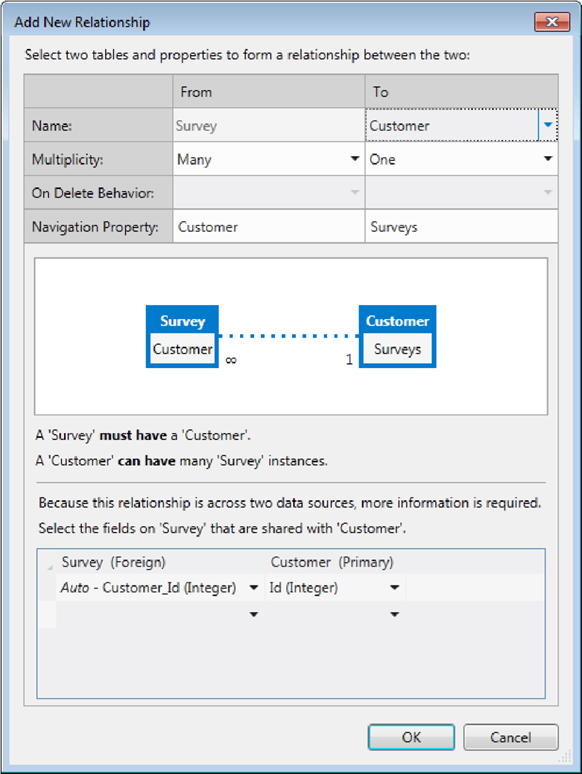 Add New Relationship
Select two tables and properties to form a relationship between the two:
From To
Name: Survey Customer
Multiplicity: Many One
On Delete Behavior:
Navigation Property: Customer Surveys
Survey Customer
Customer Surveys
∞ 1
A 'Survey' must have a 'Customer'.
A 'Customer' can have many 'Survey' instances.
Because this relationship is across two data sources, more information is required.
Select the fields on 'Survey' that are shared with 'Customer'.
Survey (Foreign) Customer (Primary)
Auto - Customer_Id (Integer) Id (Integer)
OK Cancel